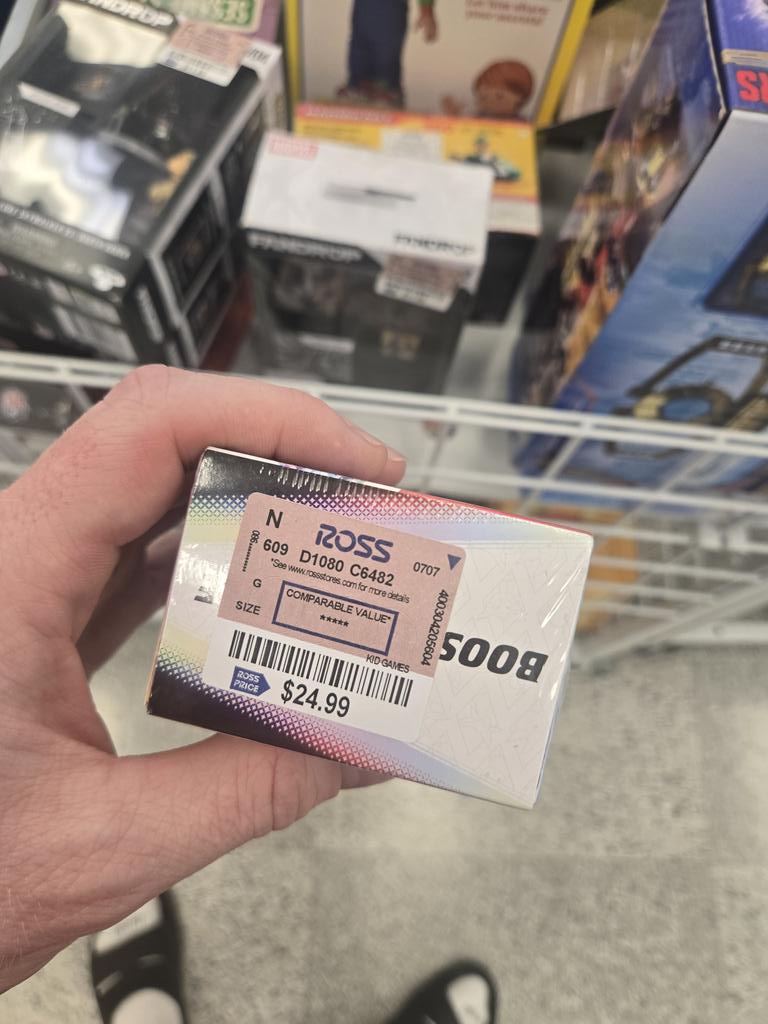 FANDROP
FANDROP
FANDROP
N
ROSS
0707
609 D1080 C6482
*See www.rossstores.com for more details
G
SIZE
COMPARABLE VALUE*
*****
400304205604
KID GAMES
ROSS
PRICE
$24.99
BOOS